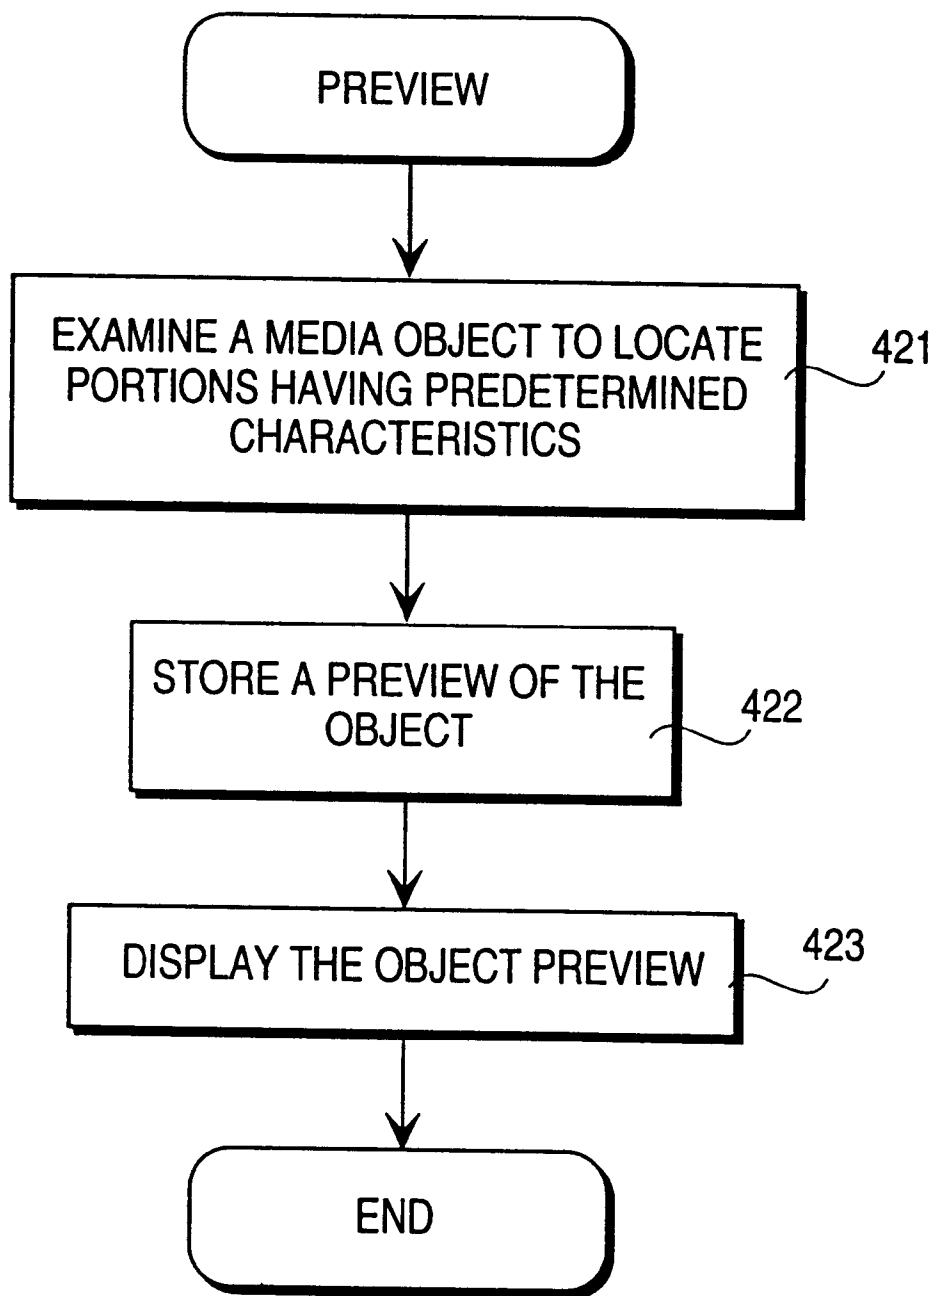 PREVIEW
EXAMINE A MEDIA OBJECT TO LOCATE
PORTIONS HAVING PREDETERMINED
CHARACTERISTICS
421
STORE A PREVIEW OF THE
OBJECT
422
DISPLAY THE OBJECT PREVIEW
423
END